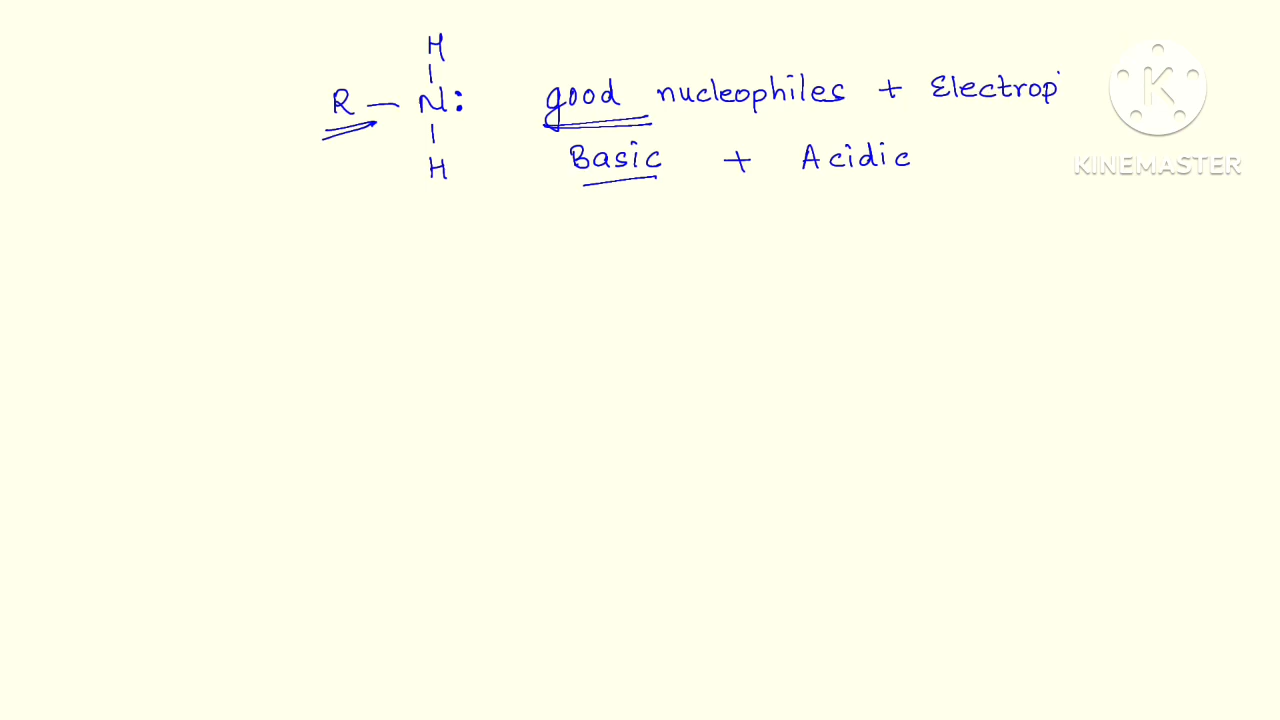 H
R — N: good nucleophiles + Electrop
H
Basic + Acidic
KINEMASTER